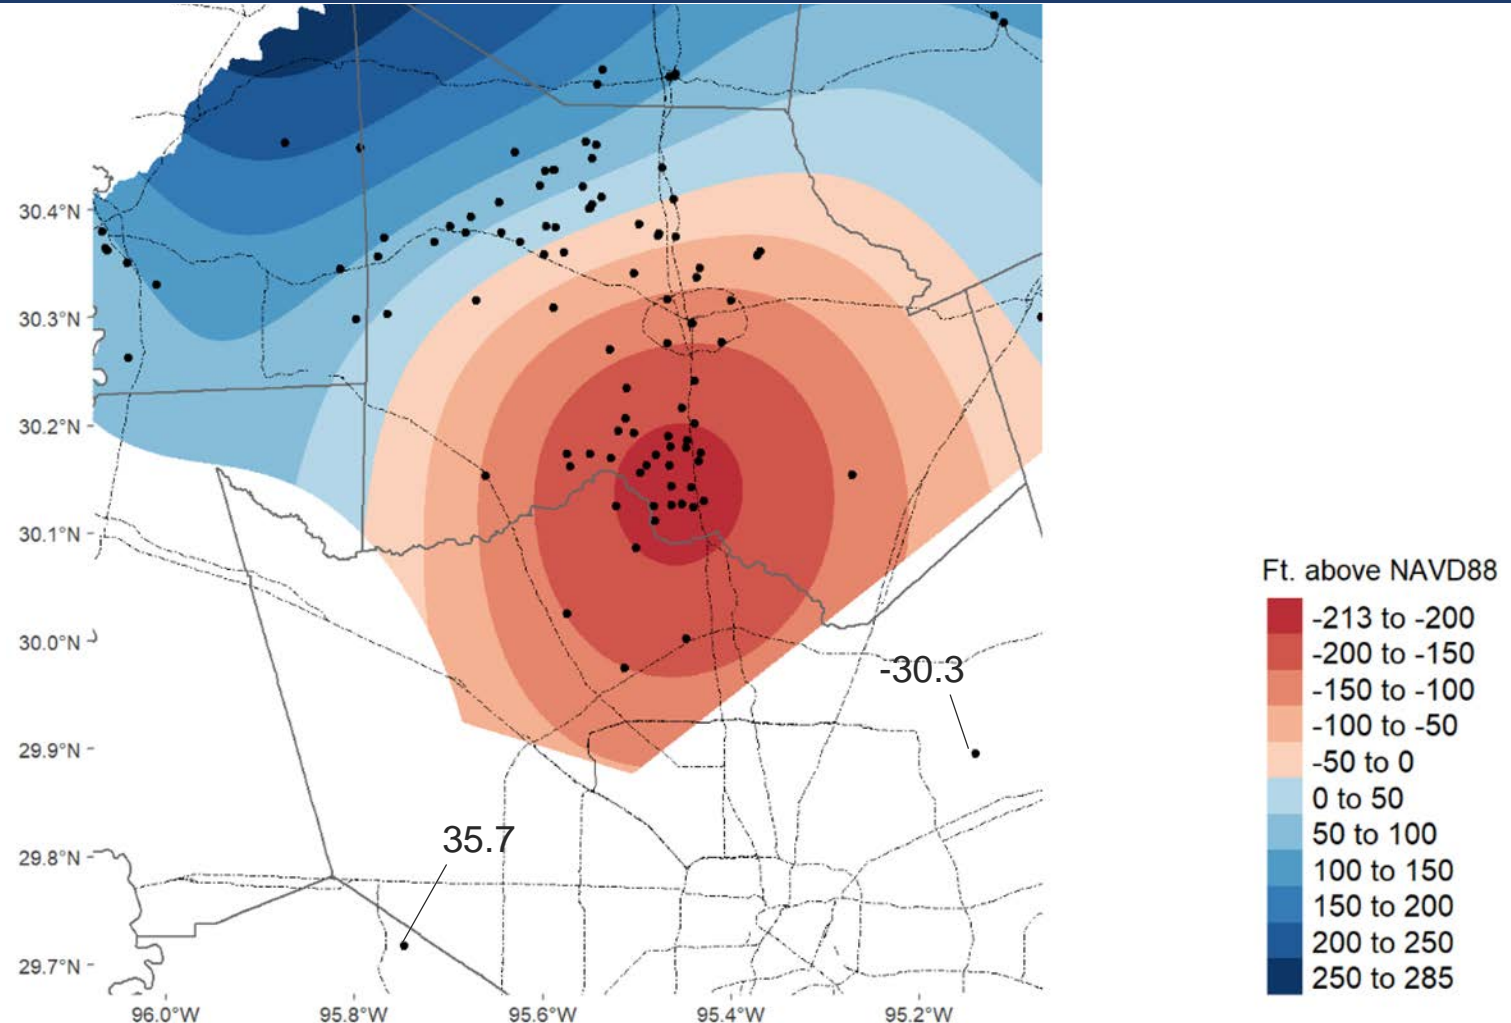 30.4°N
30.3°N
30.2°N
30.1°N
30.0°N
29.9°N
29.8°N
29.7°N
-30.3
35.7
96.0°W 95.8°W 95.6°W 95.4°W 95.2°W
Ft. above NAVD88
-213 to -200
-200 to -150
-150 to -100
-100 to -50
-50 to 0
0 to 50
50 to 100
100 to 150
150 to 200
200 to 250
250 to 285